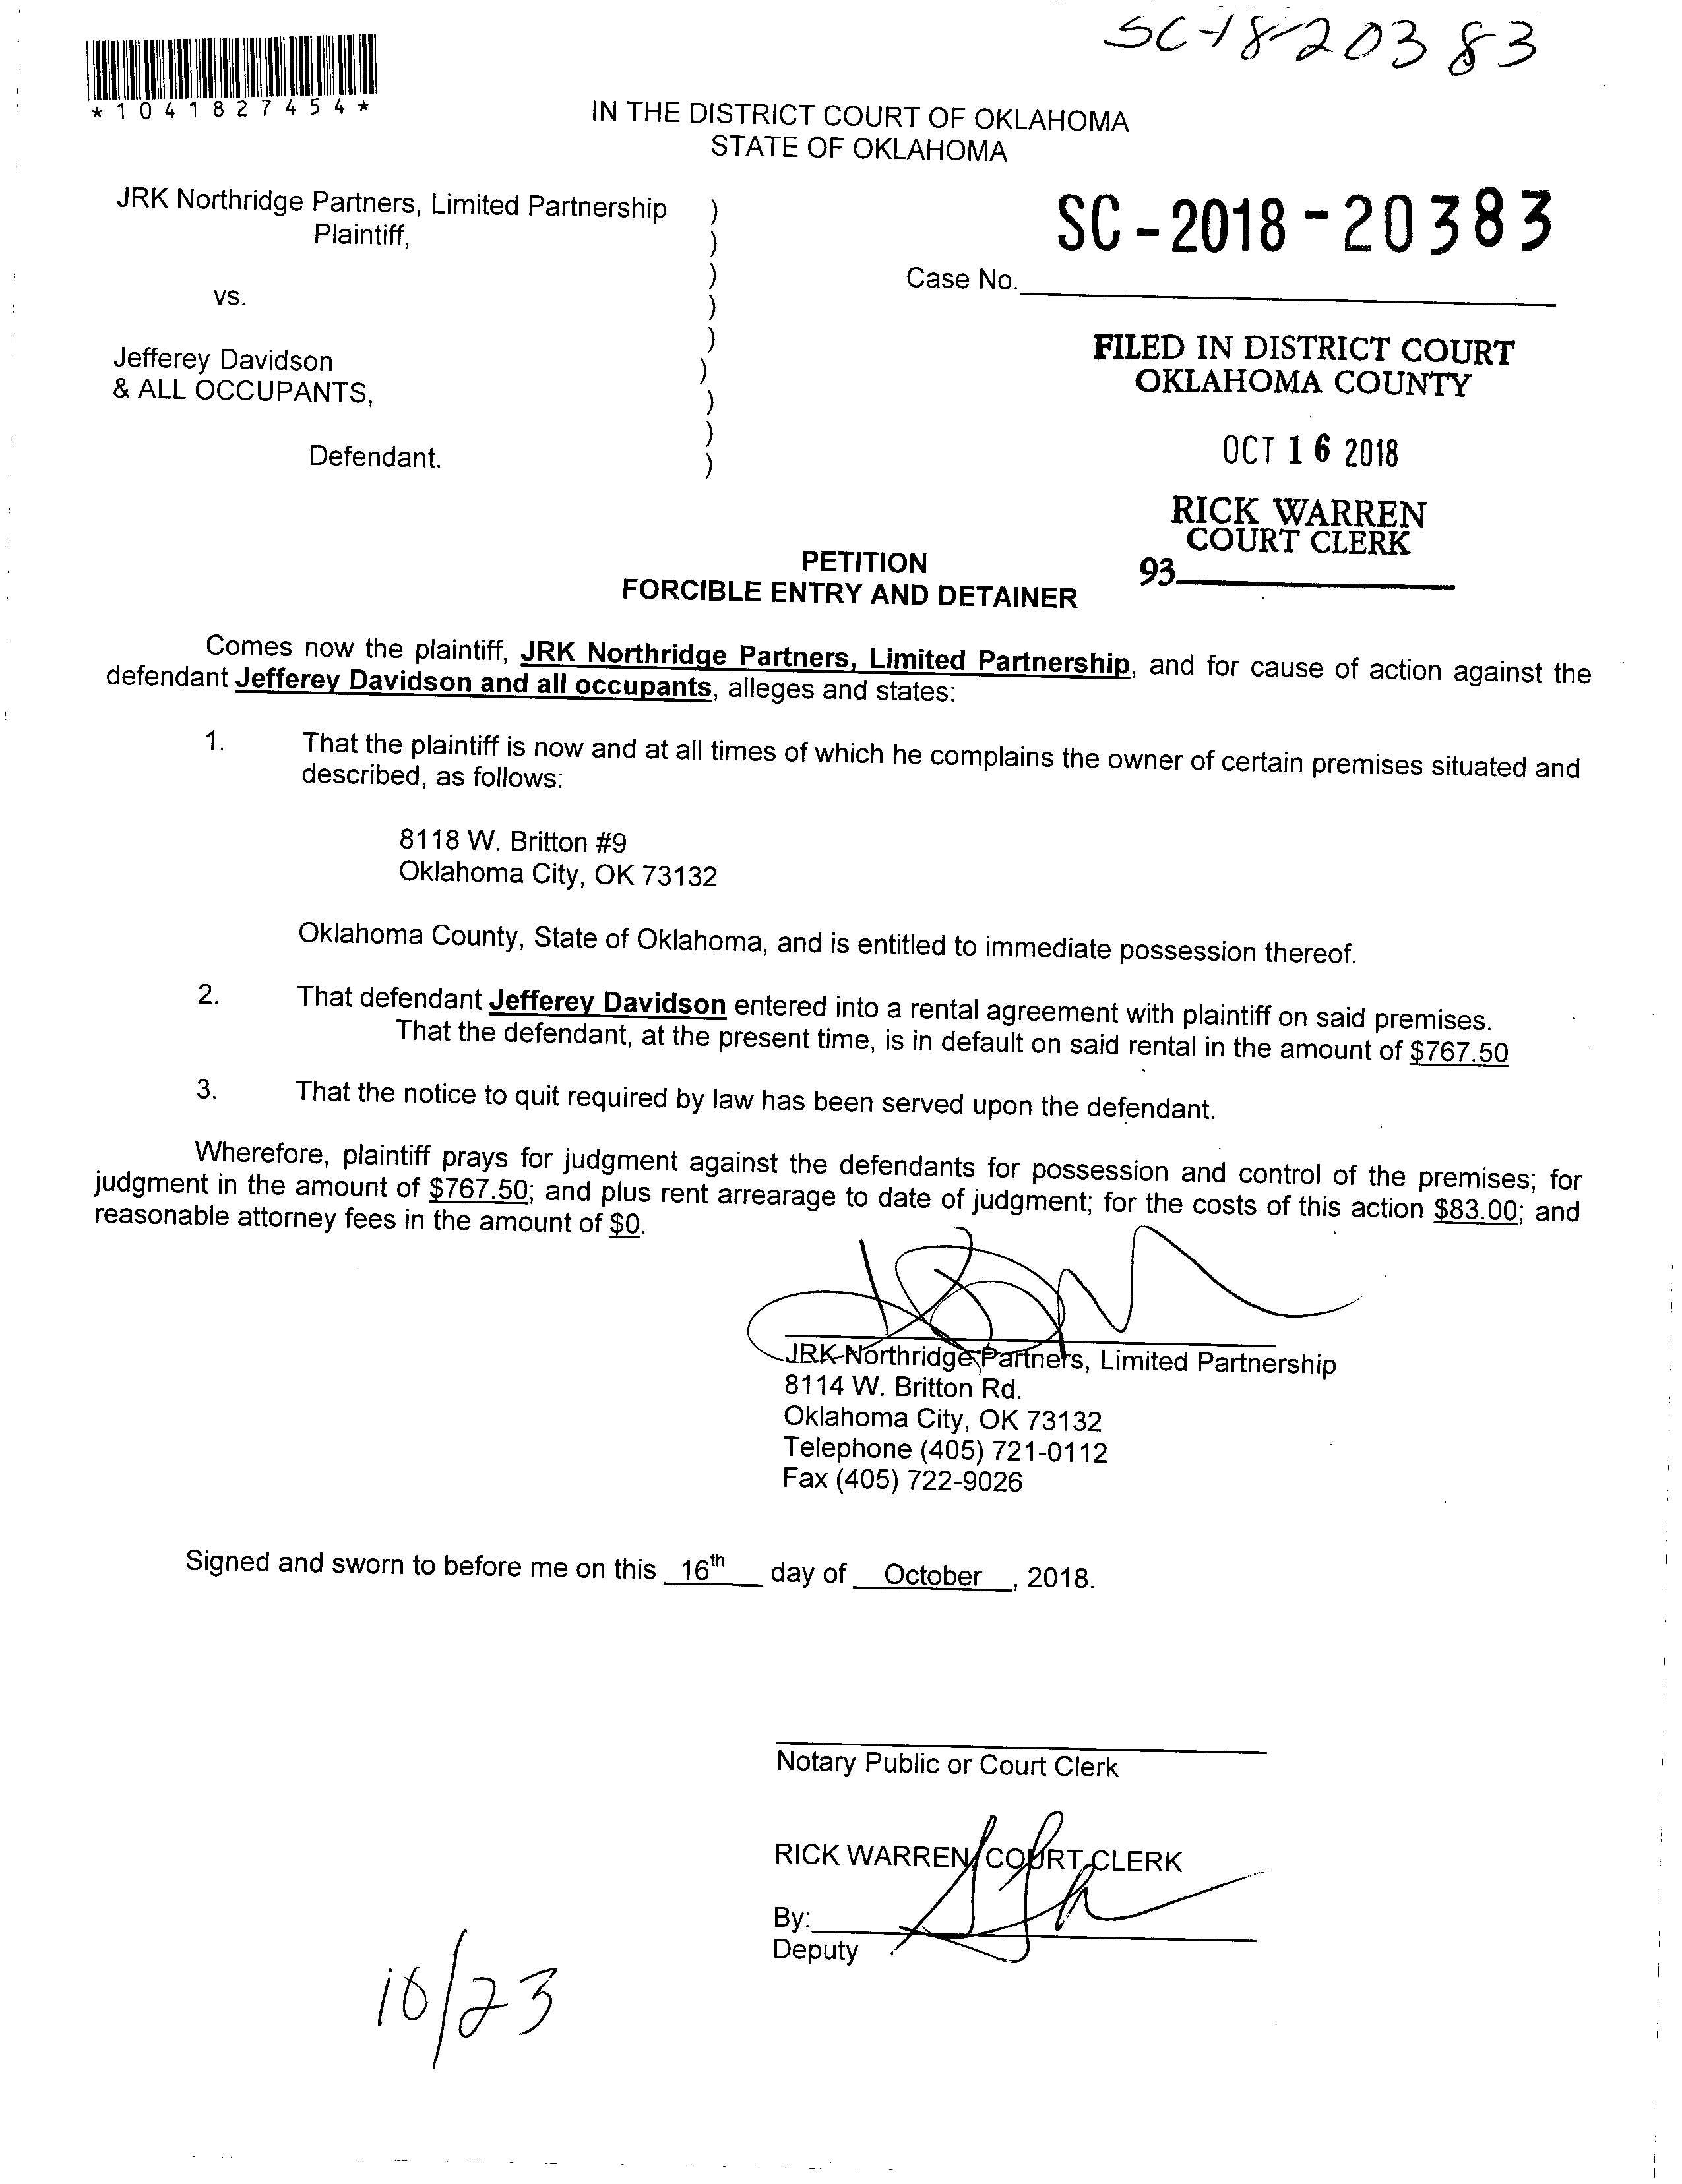 SC-18-20383
*1041827454*
IN THE DISTRICT COURT OF OKLAHOMA
STATE OF OKLAHOMA
JRK Northridge Partners, Limited Partnership )
Plaintiff, )
)
vs. )
)
Jefferey Davidson )
& ALL OCCUPANTS, )
)
Defendant. )
SC-2018-20383
Case No.
FILED IN DISTRICT COURT
OKLAHOMA COUNTY
OCT 16 2018
RICK WARREN
COURT CLERK
93
PETITION
FORCIBLE ENTRY AND DETAINER
Comes now the plaintiff, JRK Northridge Partners, Limited Partnership, and for cause of action against the
defendant Jefferey Davidson and all occupants, alleges and states:
1. That the plaintiff is now and at all times of which he complains the owner of certain premises situated and
described, as follows:
8118 W. Britton #9
Oklahoma City, OK 73132
Oklahoma County, State of Oklahoma, and is entitled to immediate possession thereof.
2. That defendant Jefferey Davidson entered into a rental agreement with plaintiff on said premises.
That the defendant, at the present time, is in default on said rental in the amount of $767.50
3. That the notice to quit required by law has been served upon the defendant.
Wherefore, plaintiff prays for judgment against the defendants for possession and control of the premises; for
judgment in the amount of $767.50; and plus rent arrearage to date of judgment; for the costs of this action $83.00; and
reasonable attorney fees in the amount of $0.
JRK Northridge Partners, Limited Partnership
8114 W. Britton Rd.
Oklahoma City, OK 73132
Telephone (405) 721-0112
Fax (405) 722-9026
Signed and sworn to before me on this 16th day of October, 2018.
Notary Public or Court Clerk
RICK WARREN COURT CLERK
By:
Deputy
10/23